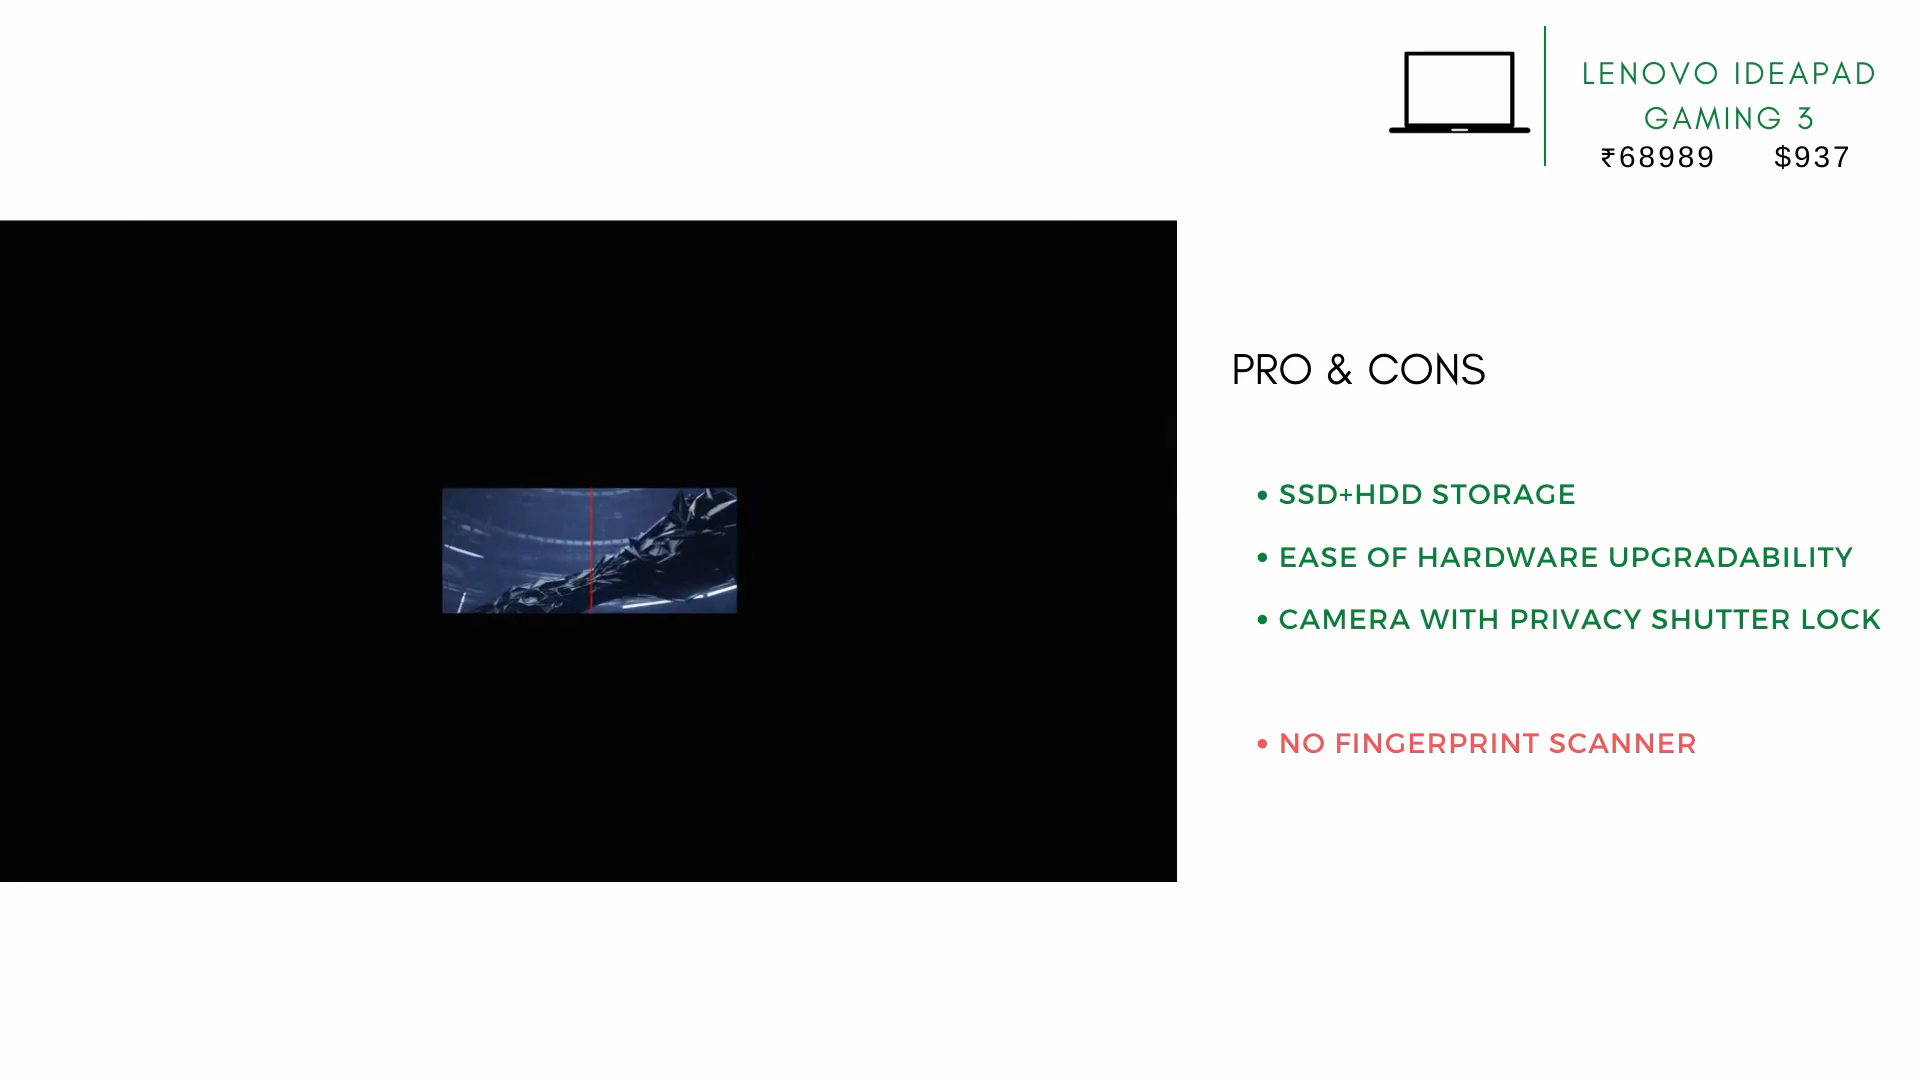 LENOVO IDEAPAD
GAMING 3
₹68989 $937
PRO & CONS
• SSD+HDD STORAGE
• EASE OF HARDWARE UPGRADABILITY
• CAMERA WITH PRIVACY SHUTTER LOCK
• NO FINGERPRINT SCANNER